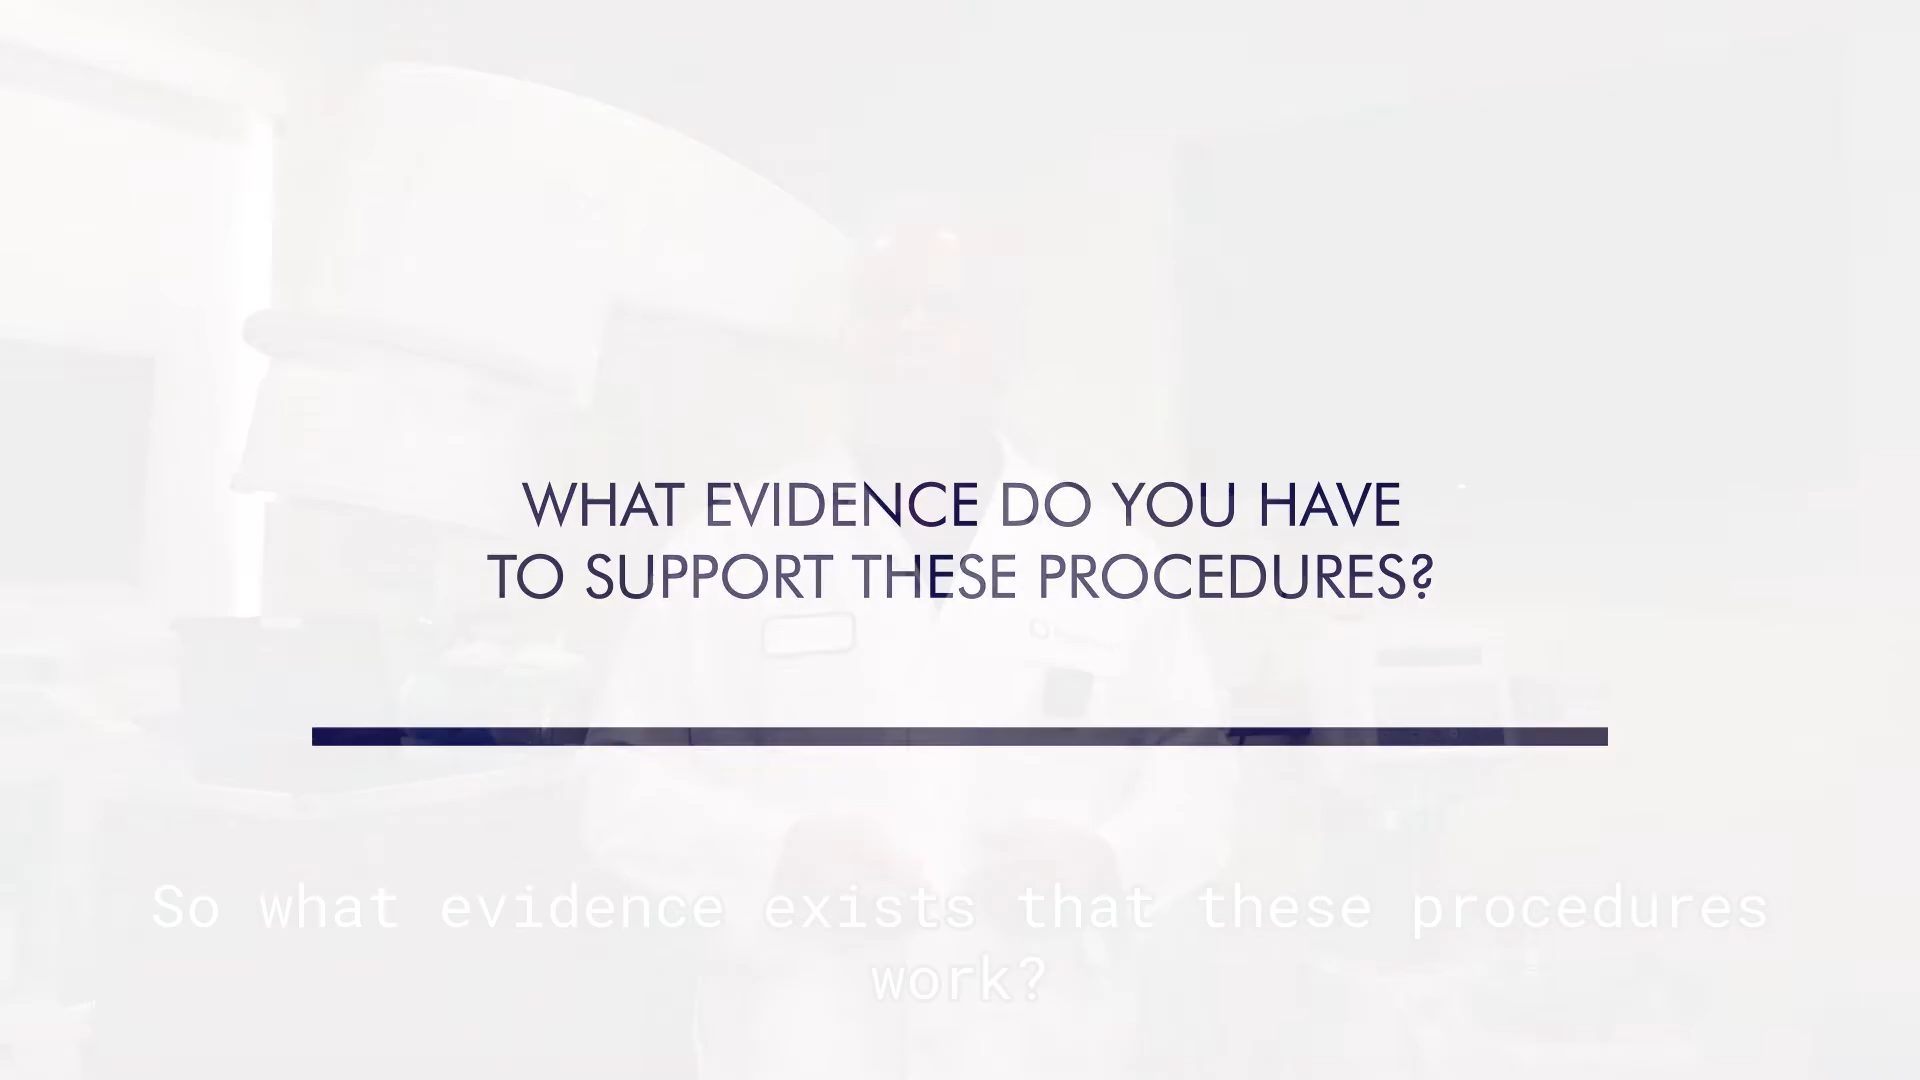 WHAT EVIDENCE DO YOU HAVE
TO SUPPORT THESE PROCEDURES?
So what evidence exists that these procedures
work?